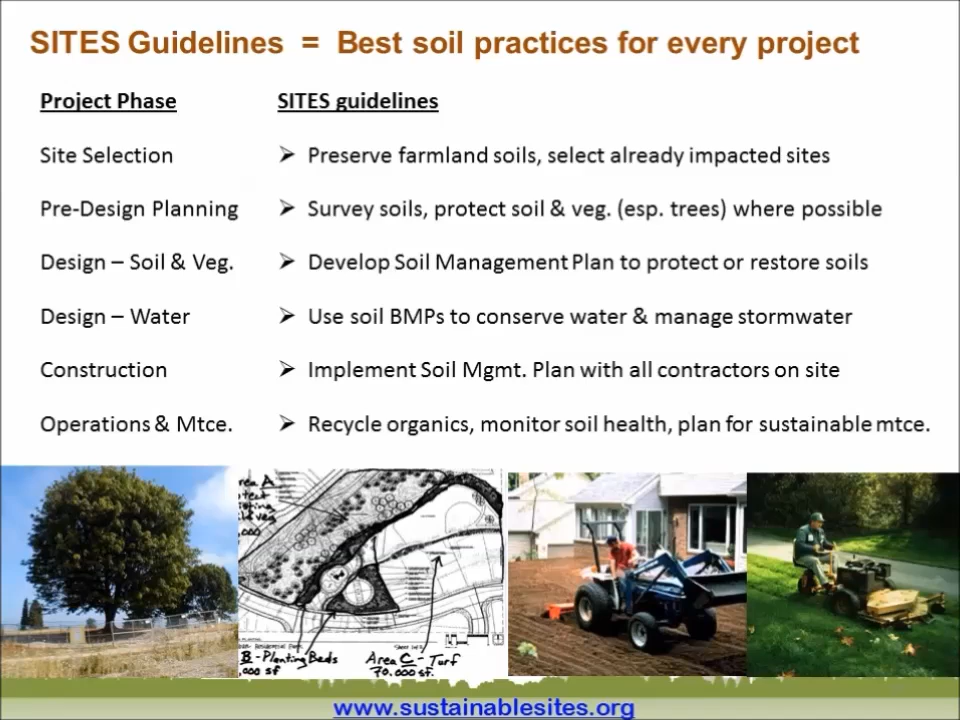 SITES Guidelines = Best soil practices for every project
Project Phase SITES guidelines
Site Selection ➢ Preserve farmland soils, select already impacted sites
Pre-Design Planning ➢ Survey soils, protect soil & veg. (esp. trees) where possible
Design – Soil & Veg. ➢ Develop Soil Management Plan to protect or restore soils
Design – Water ➢ Use soil BMPs to conserve water & manage stormwater
Construction ➢ Implement Soil Mgmt. Plan with all contractors on site
Operations & Mtce. ➢ Recycle organics, monitor soil health, plan for sustainable mtce.
rea A
,000
B - Planting Beds
,000 sf
Area C - Turf
70,000 sf.
www.sustainablesites.org